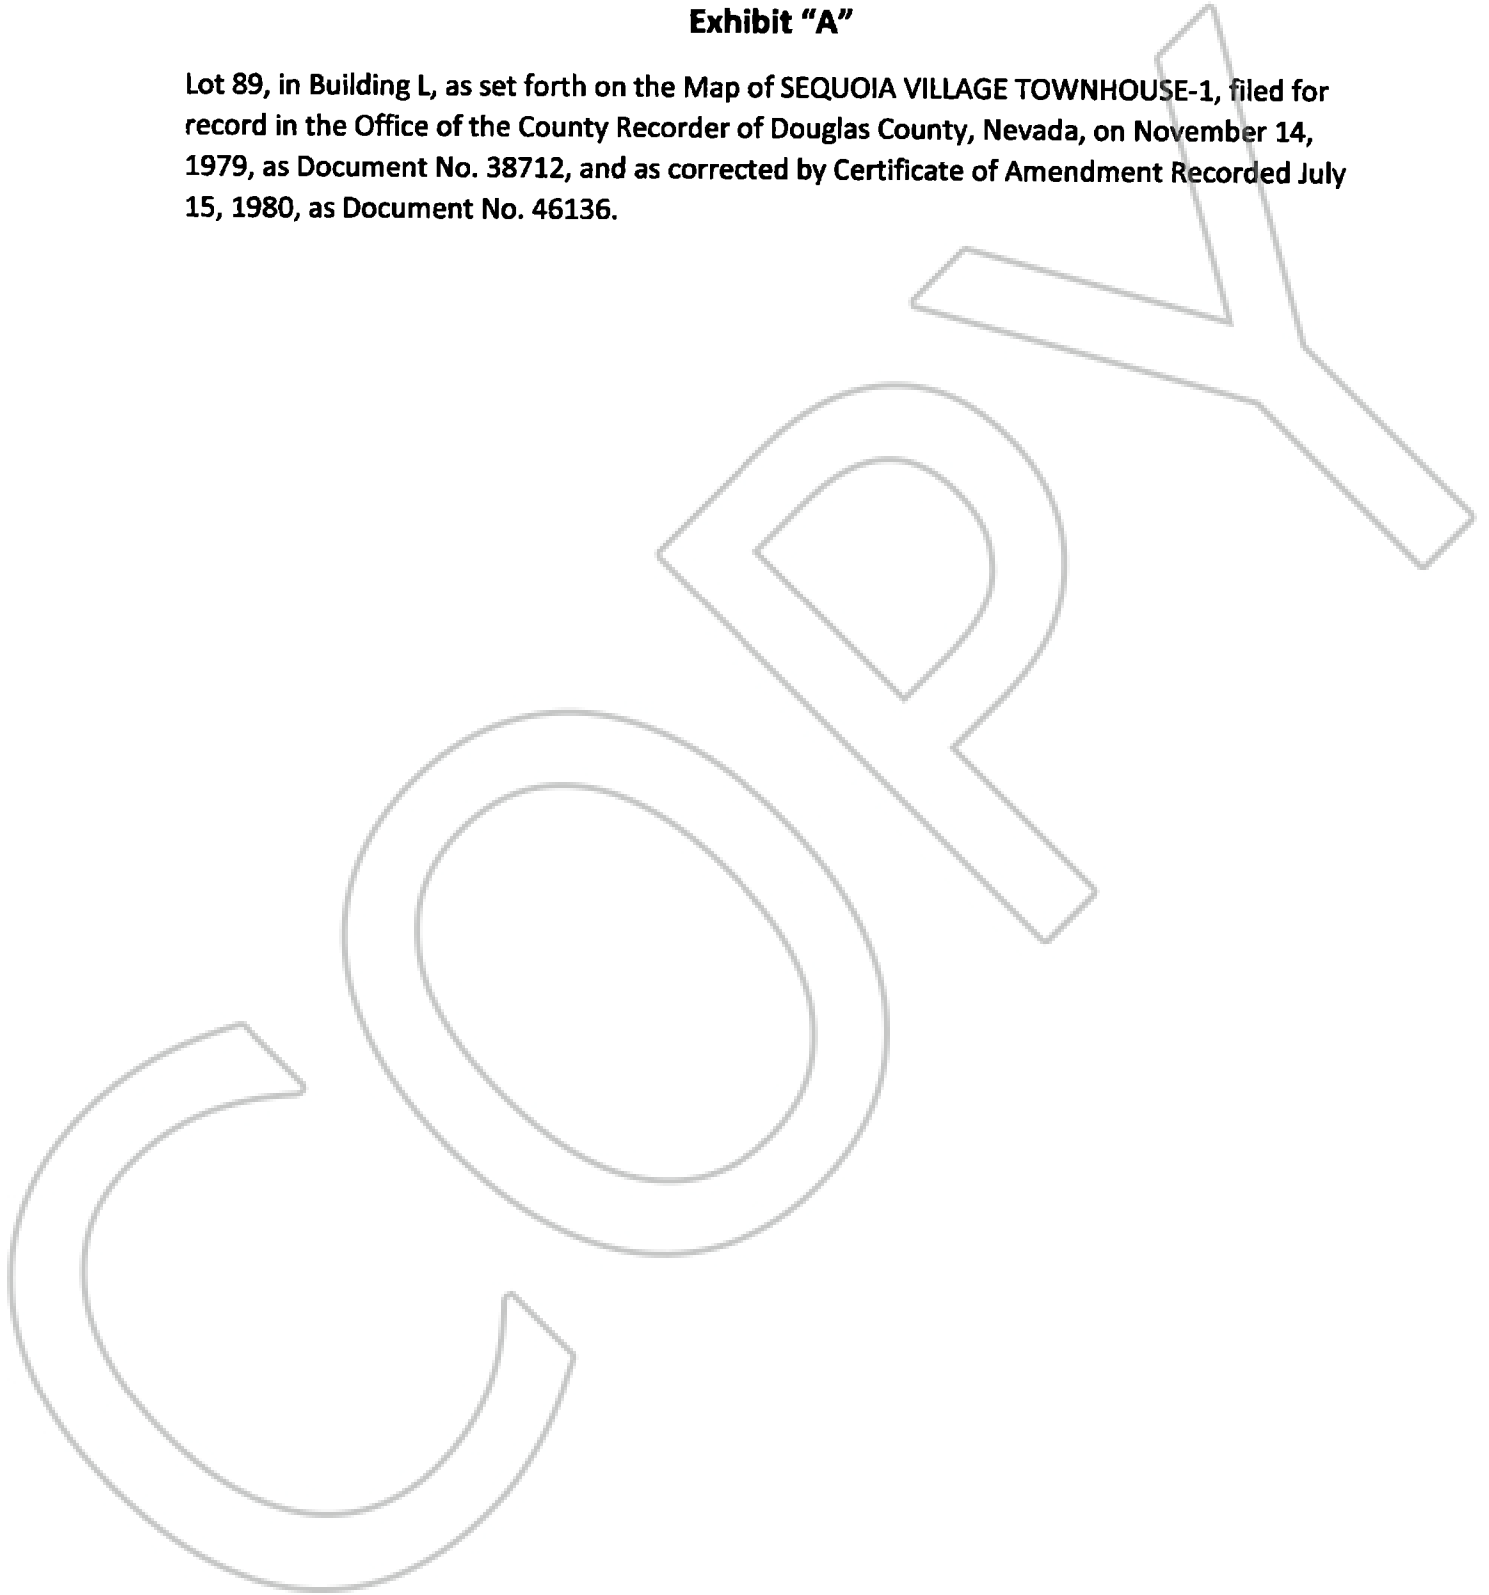 Exhibit “A”
Lot 89, in Building L, as set forth on the Map of SEQUOIA VILLAGE TOWNHOUSE-1, filed for
record in the Office of the County Recorder of Douglas County, Nevada, on November 14,
1979, as Document No. 38712, and as corrected by Certificate of Amendment Recorded July
15, 1980, as Document No. 46136.
COPY